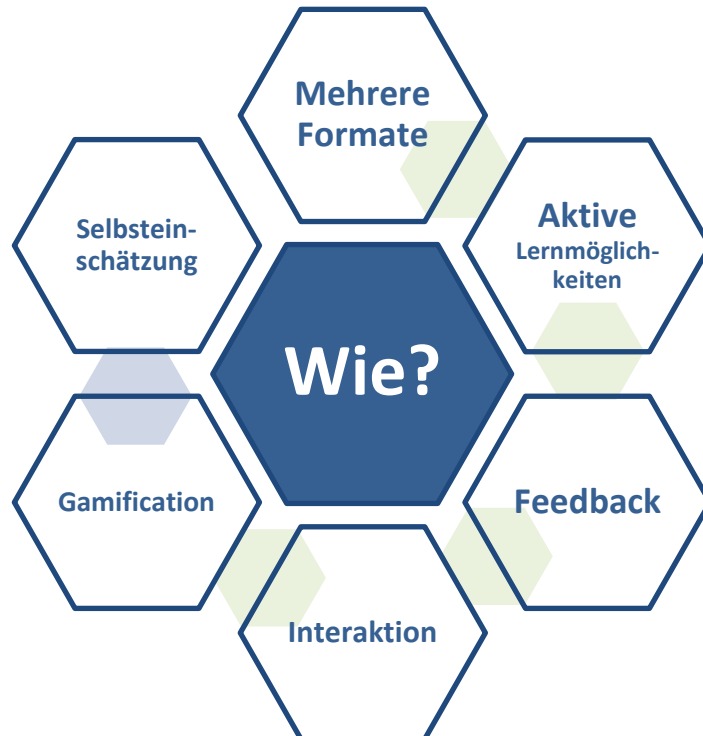 Mehrere
Formate
Aktive
Lernmöglich-
keiten
Selbstein-
schätzung
Wie?
Gamification
Feedback
Interaktion